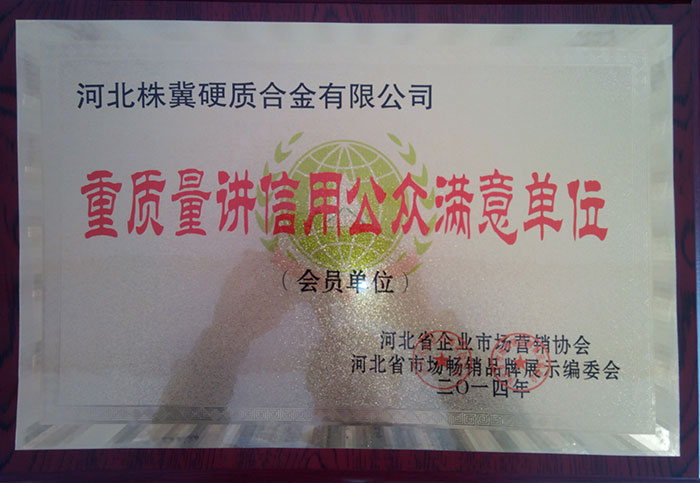 河北株冀硬质合金有限公司
重质量讲信用公众满意单位
（会员单位）
河北省企业市场营销协会
河北省市场畅销品牌展示编委会
二〇一四年